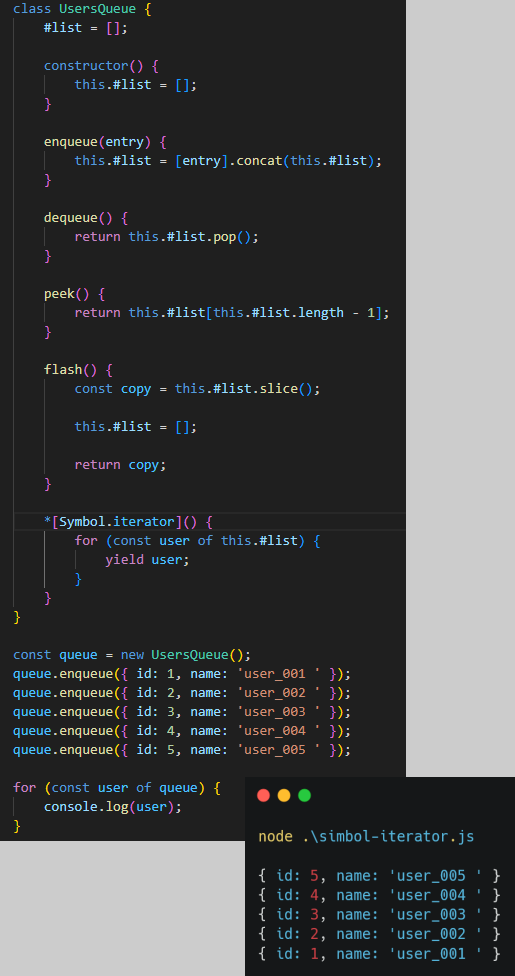 class UsersQueue {
    #list = [];

    constructor() {
        this.#list = [];
    }

    enqueue(entry) {
        this.#list = [entry].concat(this.#list);
    }

    dequeue() {
        return this.#list.pop();
    }

    peek() {
        return this.#list[this.#list.length - 1];
    }

    flash() {
        const copy = this.#list.slice();

        this.#list = [];

        return copy;
    }

    *[Symbol.iterator]() {
        for (const user of this.#list) {
            yield user;
        }
    }
}

const queue = new UsersQueue();
queue.enqueue({ id: 1, name: 'user_001 ' });
queue.enqueue({ id: 2, name: 'user_002 ' });
queue.enqueue({ id: 3, name: 'user_003 ' });
queue.enqueue({ id: 4, name: 'user_004 ' });
queue.enqueue({ id: 5, name: 'user_005 ' });

for (const user of queue) {
    console.log(user);
}

node .\simbol-iterator.js

{ id: 5, name: 'user_005 ' }
{ id: 4, name: 'user_004 ' }
{ id: 3, name: 'user_003 ' }
{ id: 2, name: 'user_002 ' }
{ id: 1, name: 'user_001 ' }